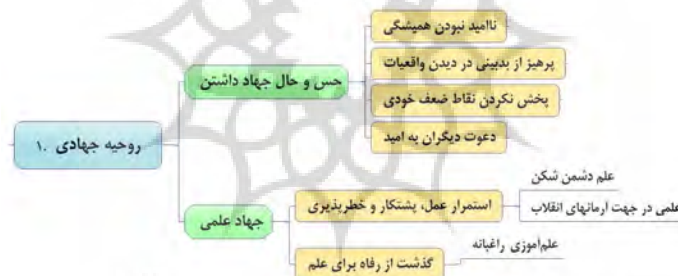 ناامید نبودن همیشگی
پرهیز از بدبینی در دیدن واقعیات
حس و حال جهاد داشتن
پخش نکردن نقاط ضعف خودی
دعوت دیگران به امید
۱. روحیه جهادی
علم دشمن شکن
استمرار عمل، پشتکار و خطرپذیری
علمی در جهت آرمانهای انقلاب
جهاد علمی
علم‌آموزی راغبانه
گذشت از رفاه برای علم